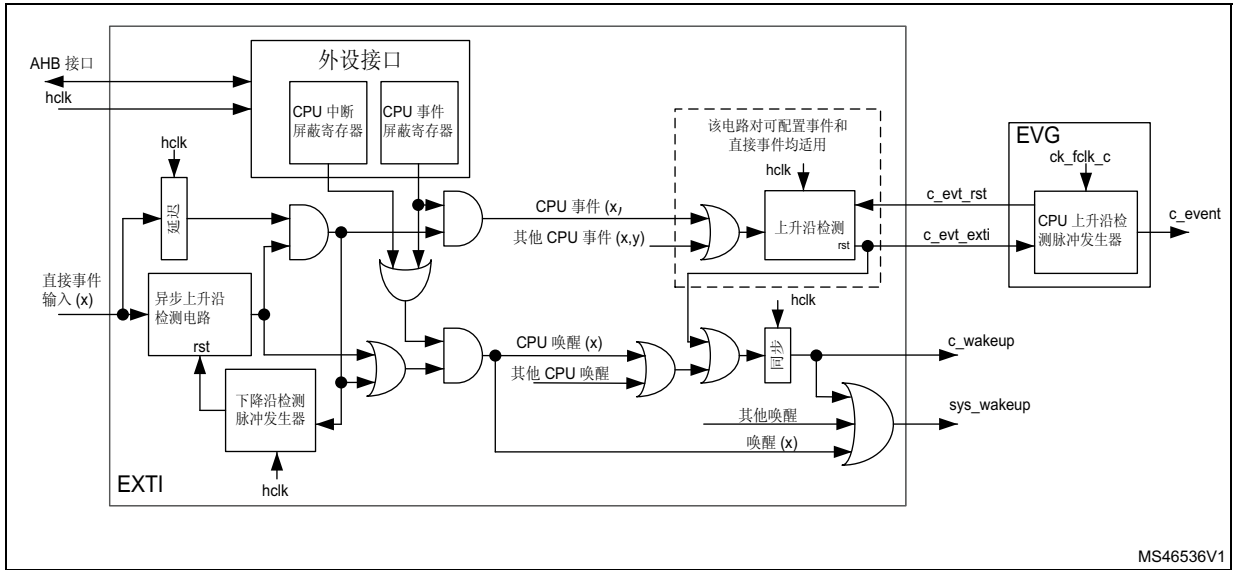 外设接口
AHB 接口
hclk
CPU 中断
屏蔽寄存器
CPU 事件
屏蔽寄存器
该电路对可配置事件和
直接事件均适用
hclk
EVG
ck_fclk_c
hclk
延迟
CPU 事件 (x)
其他 CPU 事件 (x,y)
上升沿检测
rst
c_evt_rst
c_evt_exti
CPU 上升沿检
测脉冲发生器
c_event
直接事件
输入 (x)
异步上升沿
检测电路
rst
hclk
CPU 唤醒 (x)
其他 CPU 唤醒
同步
c_wakeup
下降沿检测
脉冲发生器
其他唤醒
唤醒 (x)
sys_wakeup
EXTI
hclk
MS46536V1